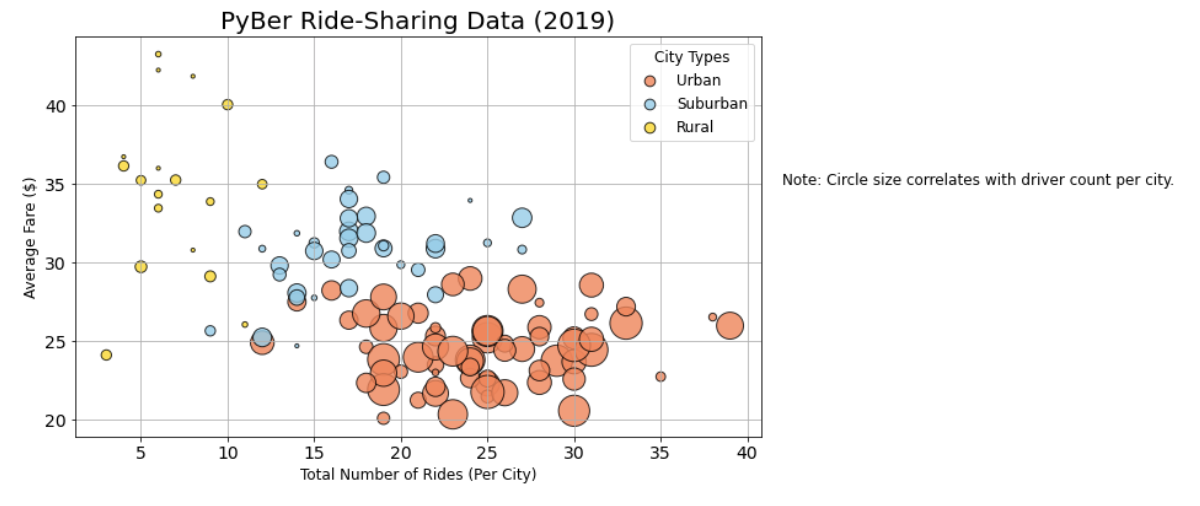 PyBer Ride-Sharing Data (2019)
City Types
Urban
Suburban
Rural
Note: Circle size correlates with driver count per city.
Average Fare ($)
40
35
30
25
20
5 10 15 20 25 30 35 40
Total Number of Rides (Per City)